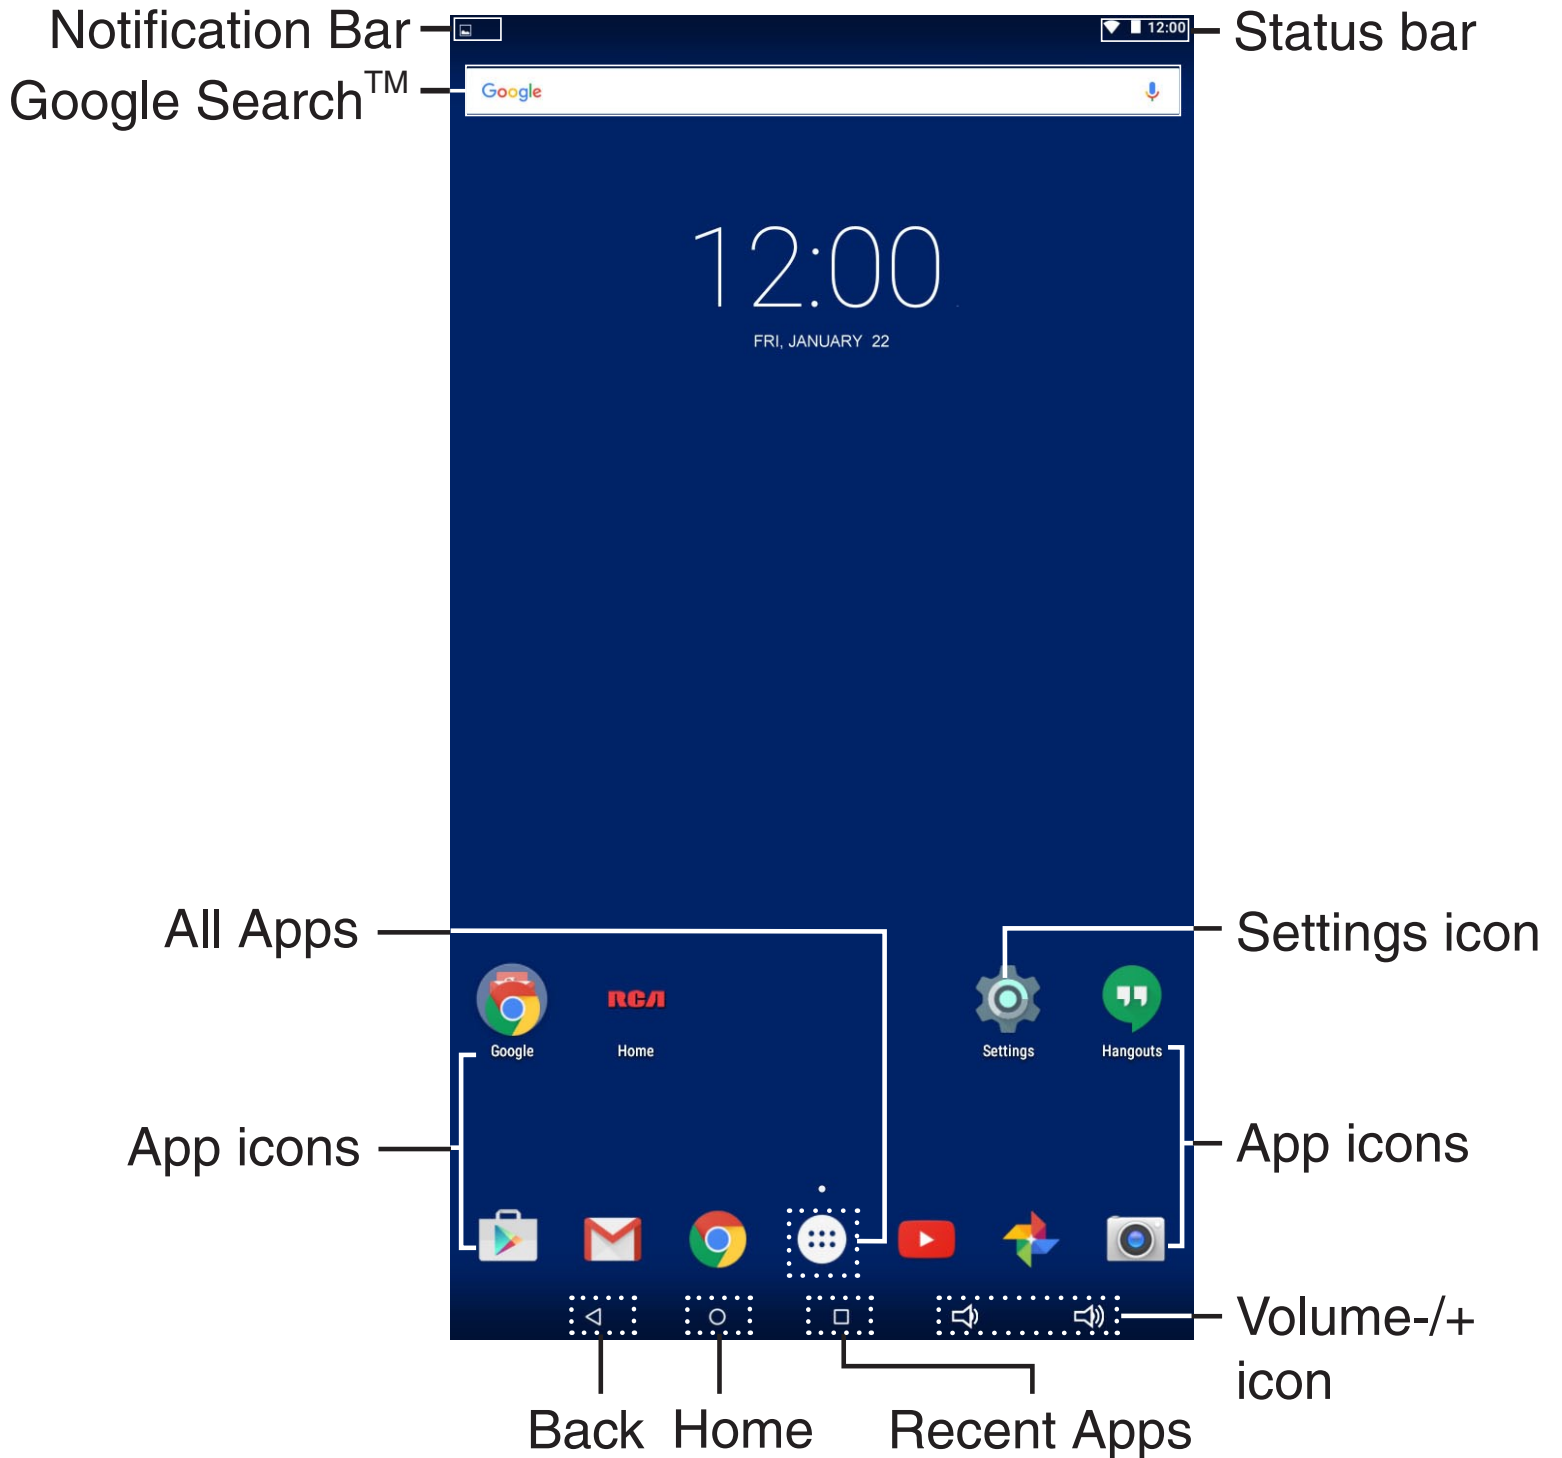 Notification Bar
12:00
Status bar
Google Search™
Google
12:00
FRI, JANUARY 22
All Apps
Settings icon
RCA
Google
Home
Settings
Hangouts
App icons
App icons
Volume-/+
icon
Back
Home
Recent Apps